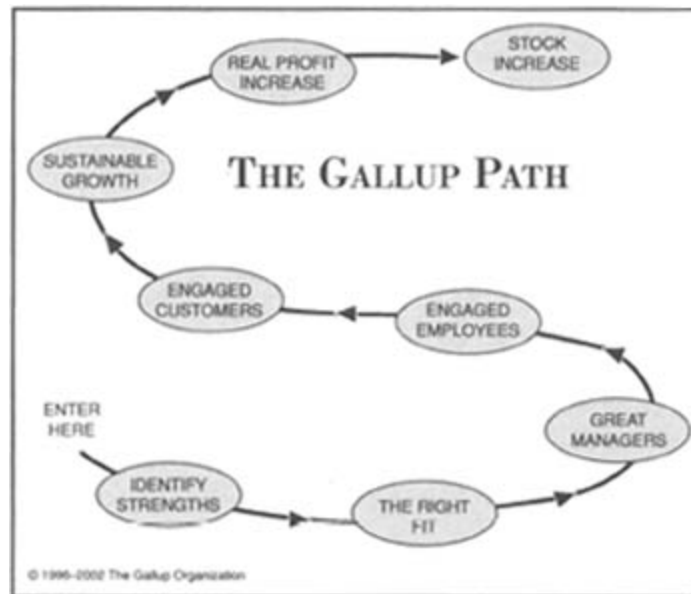 REAL PROFIT
INCREASE
STOCK
INCREASE
SUSTAINABLE
GROWTH
THE GALLUP PATH
ENGAGED
CUSTOMERS
ENGAGED
EMPLOYEES
ENTER
HERE
GREAT
MANAGERS
IDENTIFY
STRENGTHS
THE RIGHT
FIT
© 1996–2002 The Gallup Organization